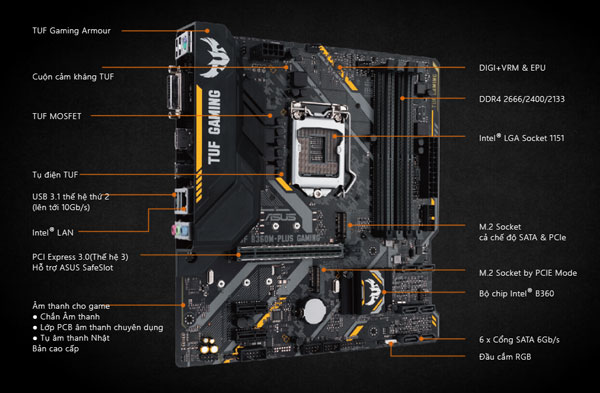 TUF Gaming Armour
Cuộn cảm kháng TUF
TUF MOSFET
Tụ điện TUF
USB 3.1 thế hệ thứ 2
(lên tới 10Gb/s)
Intel® LAN
PCI Express 3.0(Thế hệ 3)
Hỗ trợ ASUS SafeSlot
Âm thanh cho game
● Chắn Âm thanh
● Lớp PCB âm thanh chuyên dụng
● Tụ âm thanh Nhật
Bản cao cấp
TUF GAMING
ASUS
B360M-PLUS GAMING
DIGI+VRM & EPU
DDR4 2666/2400/2133
Intel® LGA Socket 1151
M.2 Socket
cả chế độ SATA & PCIe
M.2 Socket by PCIE Mode
Bộ chip Intel® B360
6 x Cổng SATA 6Gb/s
Đầu cắm RGB